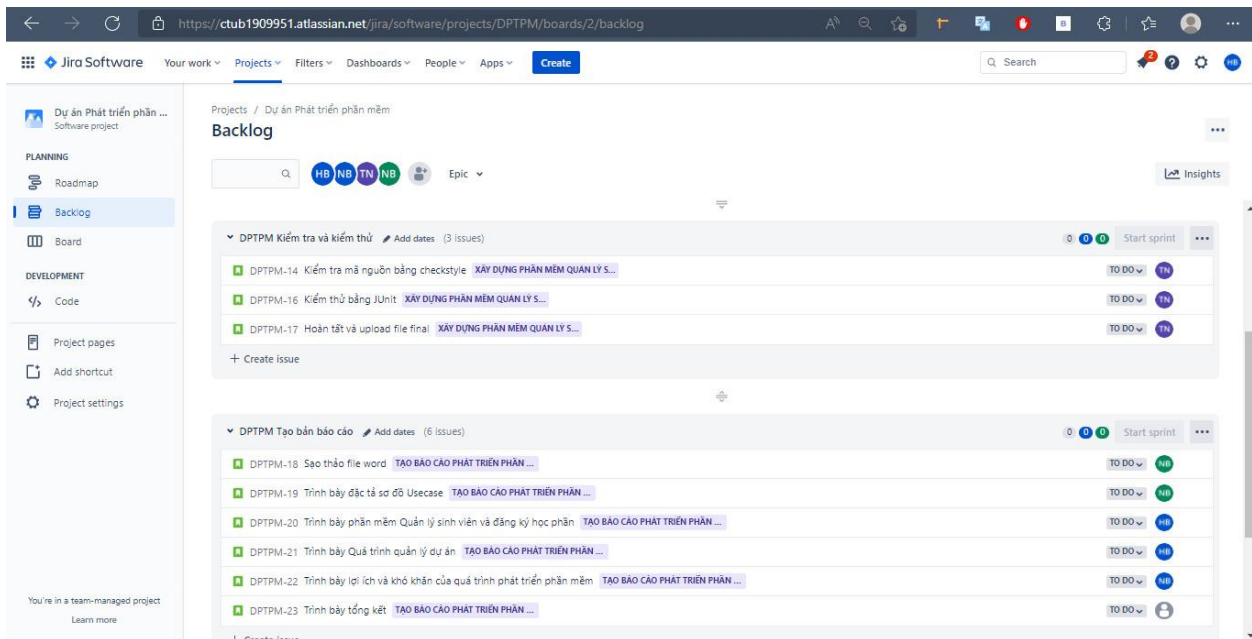 https://ctub1909951.atlassian.net/jira/software/projects/DPTPM/boards/2/backlog
Jira Software Your work Projects Filters Dashboards People Apps Create Search 2 HB
Dự án Phát triển phần ...
Software project
PLANNING
Roadmap
Backlog
Board
DEVELOPMENT
Code
Project pages
Add shortcut
Project settings
You're in a team-managed project
Learn more
Projects / Dự án Phát triển phần mềm
Backlog
HB NB TN NB Epic Insights
DPTPM Kiểm tra và kiểm thử Add dates (3 issues) 0 0 0 Start sprint
DPTPM-14 Kiểm tra mã nguồn bằng checkstyle XÂY DỰNG PHẦN MỀM QUẢN LÝ S... TO DO TN
DPTPM-16 Kiểm thử bằng JUnit XÂY DỰNG PHẦN MỀM QUẢN LÝ S... TO DO TN
DPTPM-17 Hoàn tất và upload file final XÂY DỰNG PHẦN MỀM QUẢN LÝ S... TO DO TN
+ Create issue
DPTPM Tạo bản báo cáo Add dates (6 issues) 0 0 0 Start sprint
DPTPM-18 Sạo thảo file word TẠO BÁO CÁO PHÁT TRIỂN PHẦN ... TO DO NB
DPTPM-19 Trình bày đặc tả sơ đồ Usecase TẠO BÁO CÁO PHÁT TRIỂN PHẦN ... TO DO NB
DPTPM-20 Trình bày phần mềm Quản lý sinh viên và đăng ký học phần TẠO BÁO CÁO PHÁT TRIỂN PHẦN ... TO DO HB
DPTPM-21 Trình bày Quá trình quản lý dự án TẠO BÁO CÁO PHÁT TRIỂN PHẦN ... TO DO HB
DPTPM-22 Trình bày lợi ích và khó khăn của quá trình phát triển phần mềm TẠO BÁO CÁO PHÁT TRIỂN PHẦN ... TO DO NB
DPTPM-23 Trình bày tổng kết TẠO BÁO CÁO PHÁT TRIỂN PHẦN ... TO DO
+ Create issue